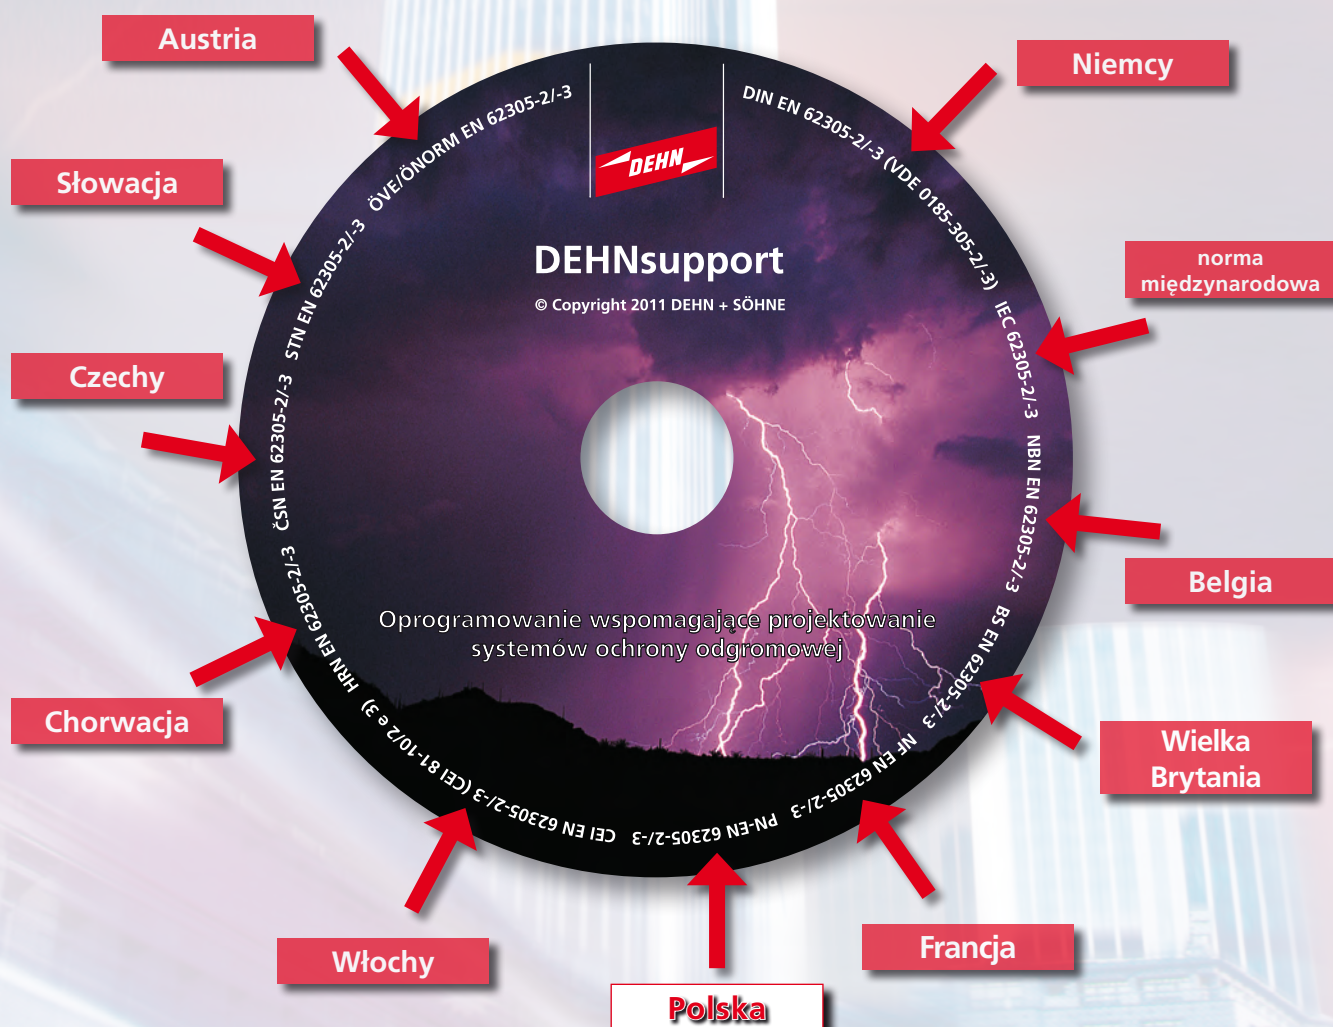 Austria
Niemcy
Słowacja
norma
międzynarodowa
Czechy
Belgia
Chorwacja
Wielka
Brytania
Włochy
Francja
Polska
DEHN
DEHNsupport
© Copyright 2011 DEHN + SÖHNE
Oprogramowanie wspomagające projektowanie
systemów ochrony odgromowej
DIN EN 62305-2/-3 (VDE 0185-305-2/-3)
IEC 62305-2/-3
NBN EN 62305-2/-3
BS EN 62305-2/-3
NF EN 62305-2/-3
PN-EN 62305-2/-3
CEI EN 62305-2/-3 (CEI 81-10/2 e 3)
HRN EN 62305-2/-3
ČSN EN 62305-2/-3
STN EN 62305-2/-3
ÖVE/ÖNORM EN 62305-2/-3